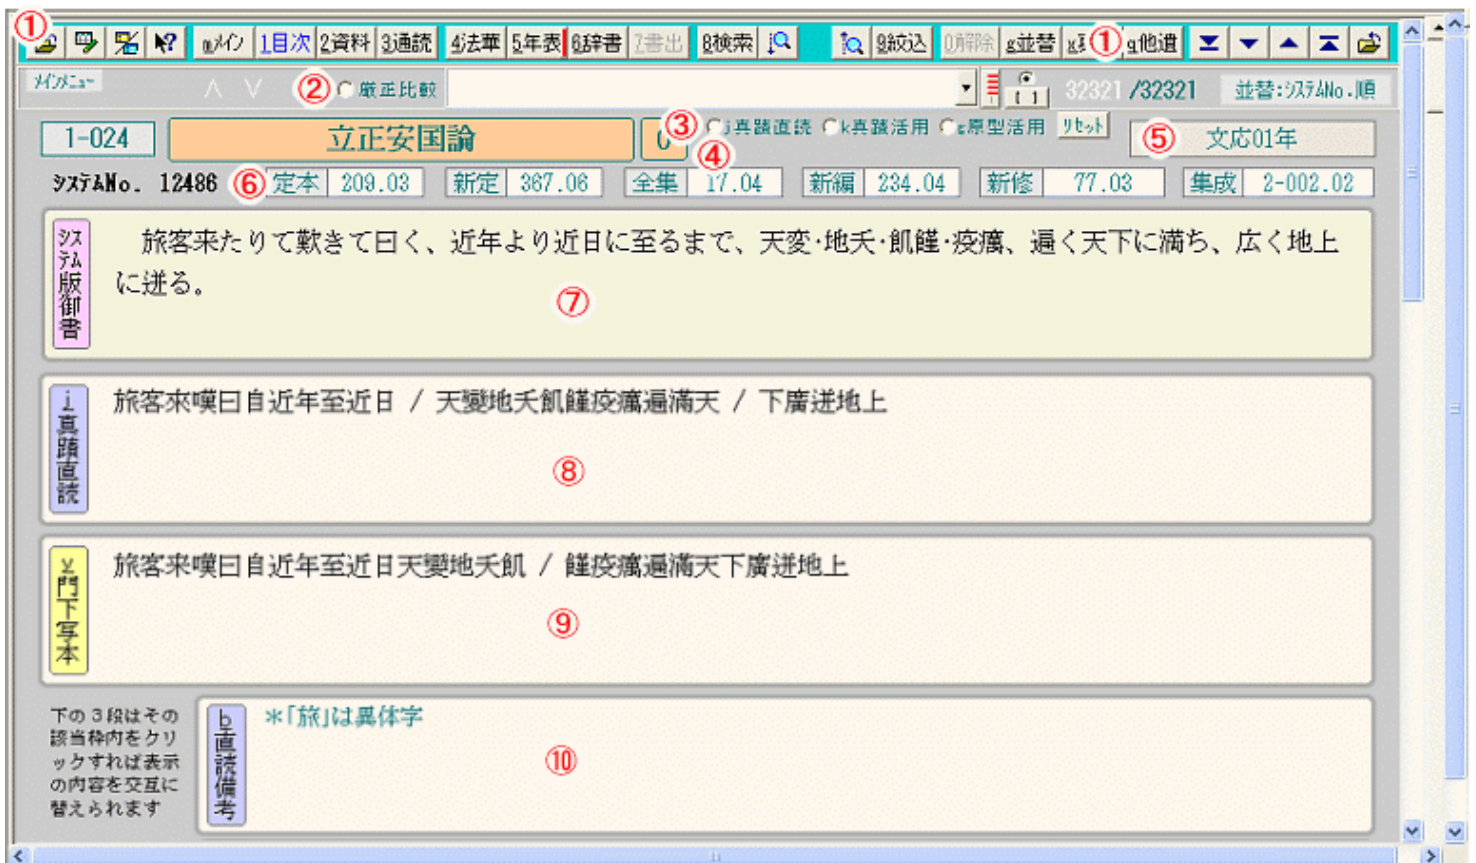 ①
mメイン 1目次 2資料 3通読 4法華 5年表 6辞書 7書出 8検索 9絞込 0解除 g並替 ① q他遺
メインメニュー ② 厳正比較 32321 /32321 並替:システムNo.順
1-024 立正安国論 ③ j真蹟直読 k真蹟活用 原型活用 リセット ⑤ 文応01年
④
システムNo. 12486 ⑥ 定本 209.03 新定 367.06 全集 17.04 新編 234.04 新修 77.03 集成 2-002.02
システム版御書
旅客来たりて歎きて曰く、近年より近日に至るまで、天変・地夭・飢饉・疫癘、遍く天下に満ち、広く地上
に迸る。
⑦
i真蹟直読
旅客來嘆曰自近年至近日 / 天變地夭飢饉疫癘遍滿天 / 下廣迸地上
⑧
y門下写本
旅客来嘆曰自近年至近日天變地夭飢 / 饉疫癘遍滿天下廣迸地上
⑨
下の3段はその
該当枠内をクリ
ックすれば表示
の内容を交互に
替えられます
b直読備考
＊「旅」は異体字
⑩